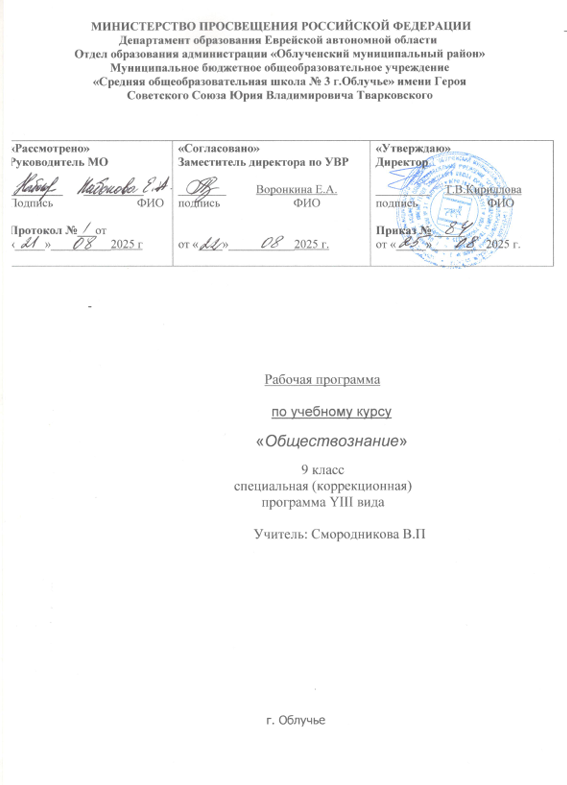 МИНИСТЕРСТВО ПРОСВЕЩЕНИЯ РОССИЙСКОЙ ФЕДЕРАЦИИ
Департамент образования Еврейской автономной области
Отдел образования администрации «Облученский муниципальный район»
Муниципальное бюджетное общеобразовательное учреждение
«Средняя общеобразовательная школа № 3 г.Облучье» имени Героя
Советского Союза Юрия Владимировича Тварковского
«Рассмотрено»
Руководитель МО
Набокова Е.А.
Подпись ФИО
Протокол № 1 от
« 21 » 08 2025 г
«Согласовано»
Заместитель директора по УВР
Воронкина Е.А.
подпись ФИО
от « 22 » 08 2025 г.
«Утверждаю»
Директор
Т.В.Кириллова
подпись ФИО
Приказ № 84
от « 25 » 08 2025 г.
Рабочая программа
по учебному курсу
«Обществознание»
9 класс
специальная (коррекционная)
программа YIII вида
Учитель: Смородникова В.П
г. Облучье